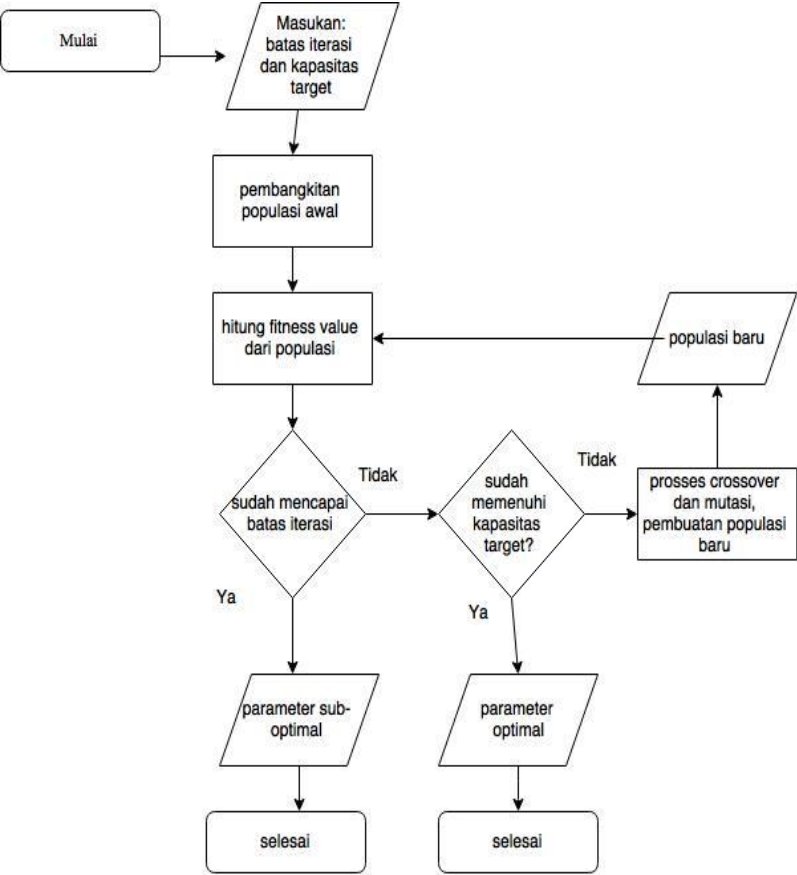 Mulai
Masukan:
batas iterasi
dan kapasitas
target
pembangkitan
populasi awal
hitung fitness value
dari populasi
populasi baru
sudah mencapai
batas iterasi
Tidak
sudah
memenuhi
kapasitas
target?
Tidak
prosses crossover
dan mutasi,
pembuatan populasi
baru
Ya
Ya
parameter sub-
optimal
parameter
optimal
selesai
selesai